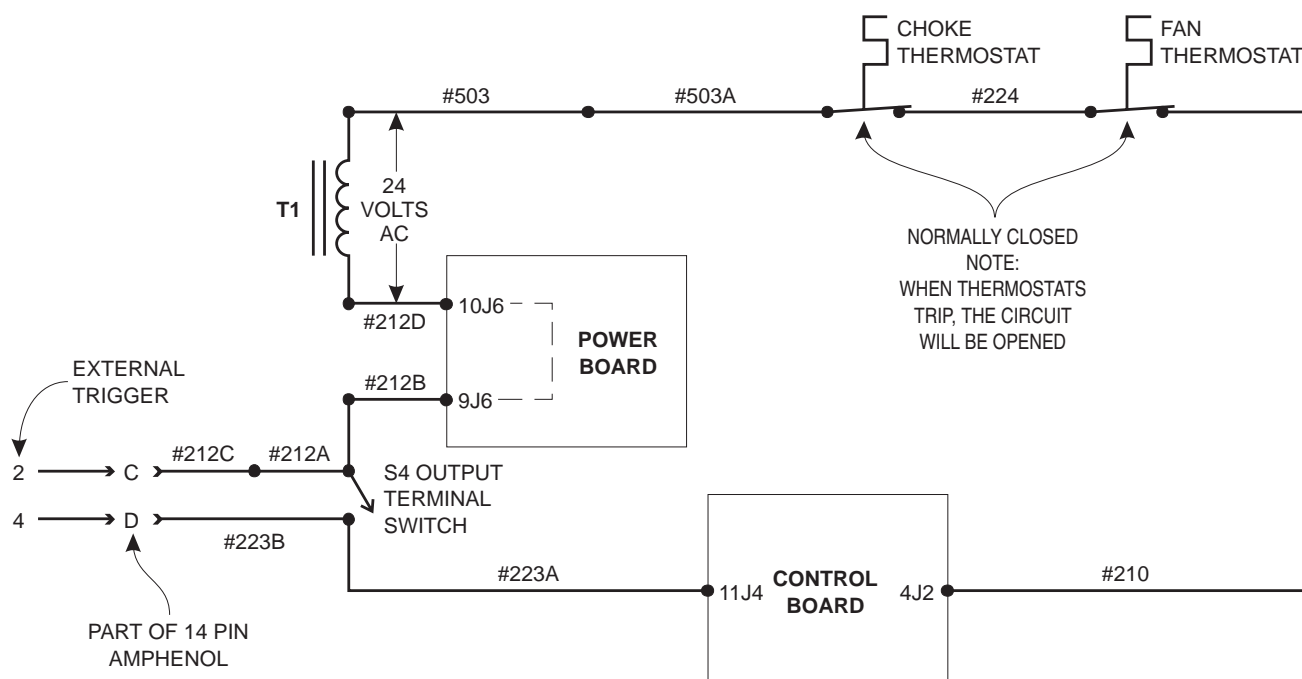 CHOKE
THERMOSTAT
FAN
THERMOSTAT
#503
#503A
#224
T1
24
VOLTS
AC
NORMALLY CLOSED
NOTE:
WHEN THERMOSTATS
TRIP, THE CIRCUIT
WILL BE OPENED
#212D
10J6
POWER
BOARD
#212B
9J6
EXTERNAL
TRIGGER
2
C
#212C
#212A
S4 OUTPUT
TERMINAL
SWITCH
4
D
#223B
#223A
11J4
CONTROL
BOARD
4J2
#210
PART OF 14 PIN
AMPHENOL